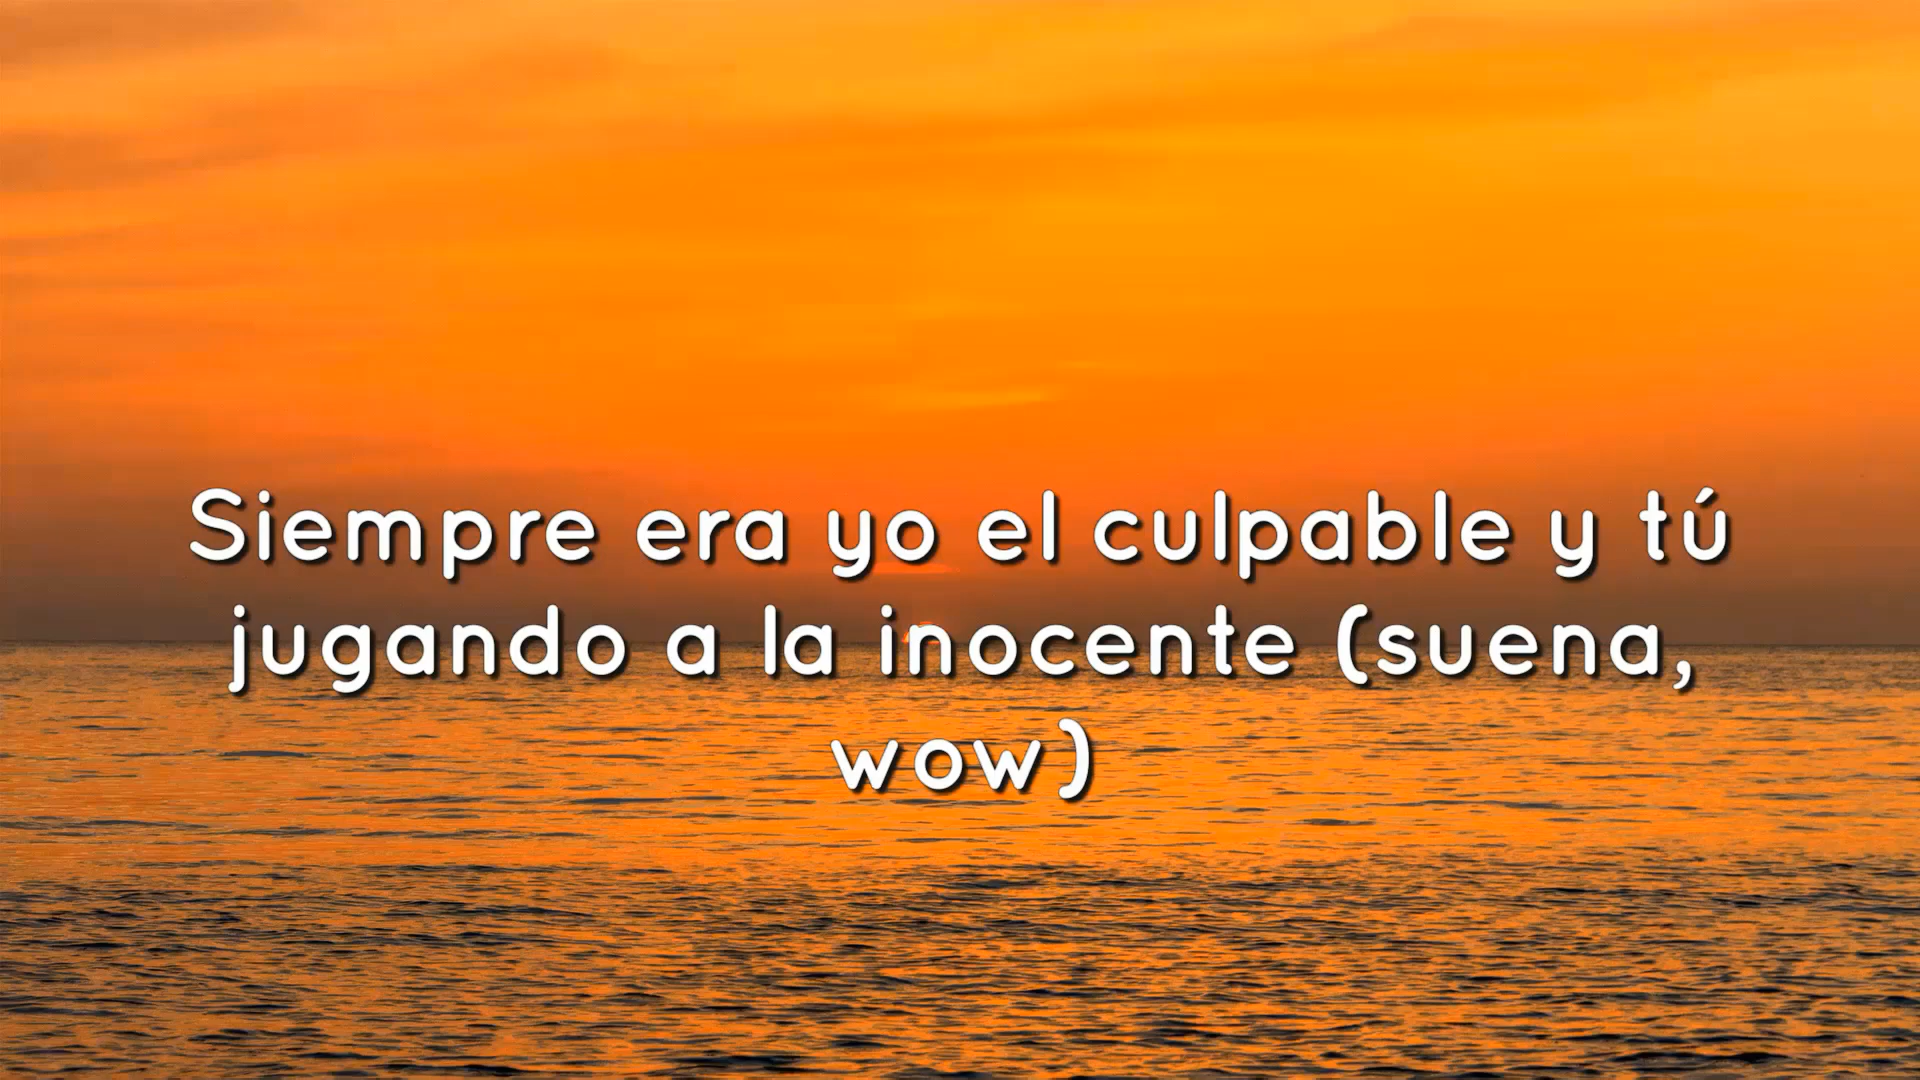 Siempre era yo el culpable y tú
jugando a la inocente (suena,
wow)